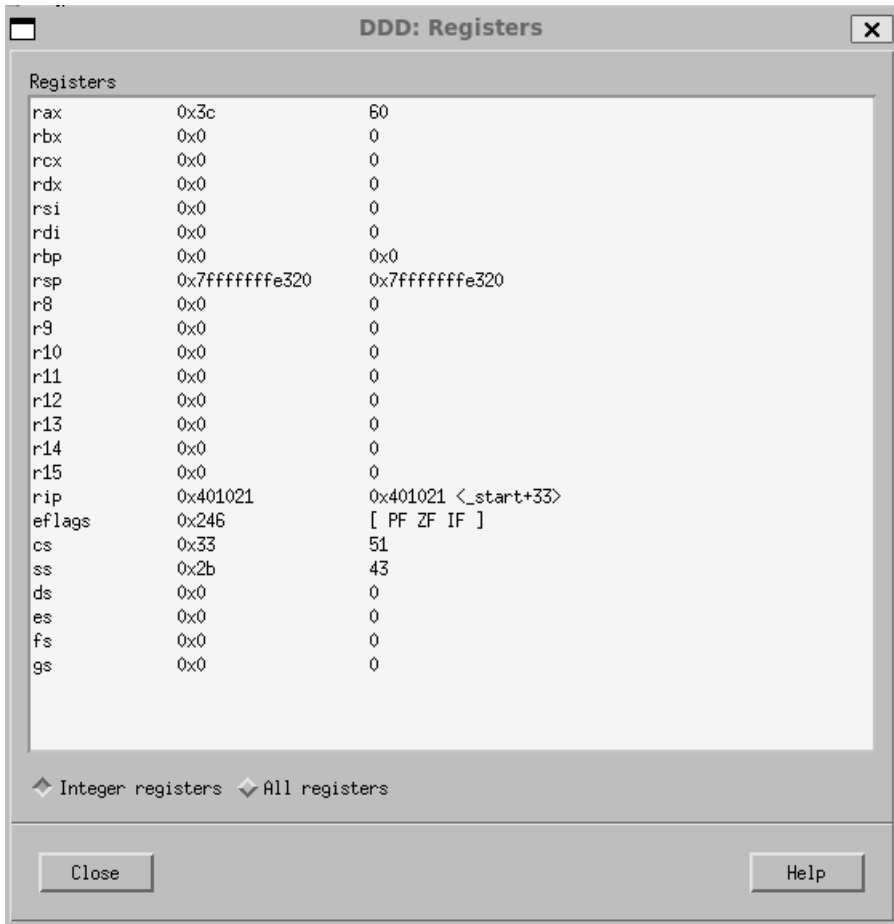 DDD: Registers
Registers
rax 0x3c 60
rbx 0x0 0
rcx 0x0 0
rdx 0x0 0
rsi 0x0 0
rdi 0x0 0
rbp 0x0 0x0
rsp 0x7fffffffe320 0x7fffffffe320
r8 0x0 0
r9 0x0 0
r10 0x0 0
r11 0x0 0
r12 0x0 0
r13 0x0 0
r14 0x0 0
r15 0x0 0
rip 0x401021 0x401021 <_start+33>
eflags 0x246 [ PF ZF IF ]
cs 0x33 51
ss 0x2b 43
ds 0x0 0
es 0x0 0
fs 0x0 0
gs 0x0 0
Integer registers All registers
Close Help